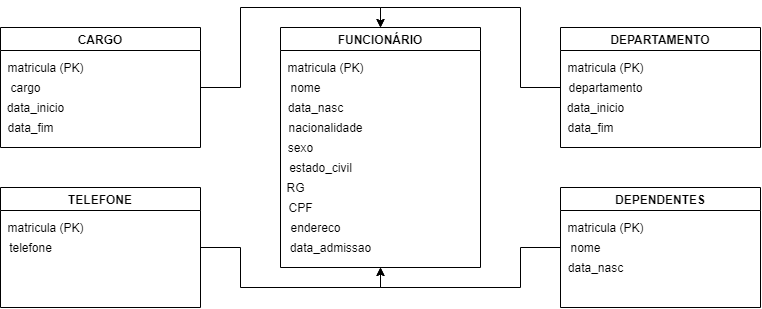 CARGO
matricula (PK)
cargo
data_inicio
data_fim
FUNCIONÁRIO
matricula (PK)
nome
data_nasc
nacionalidade
sexo
estado_civil
RG
CPF
endereco
data_admissao
DEPARTAMENTO
matricula (PK)
departamento
data_inicio
data_fim
TELEFONE
matricula (PK)
telefone
DEPENDENTES
matricula (PK)
nome
data_nasc